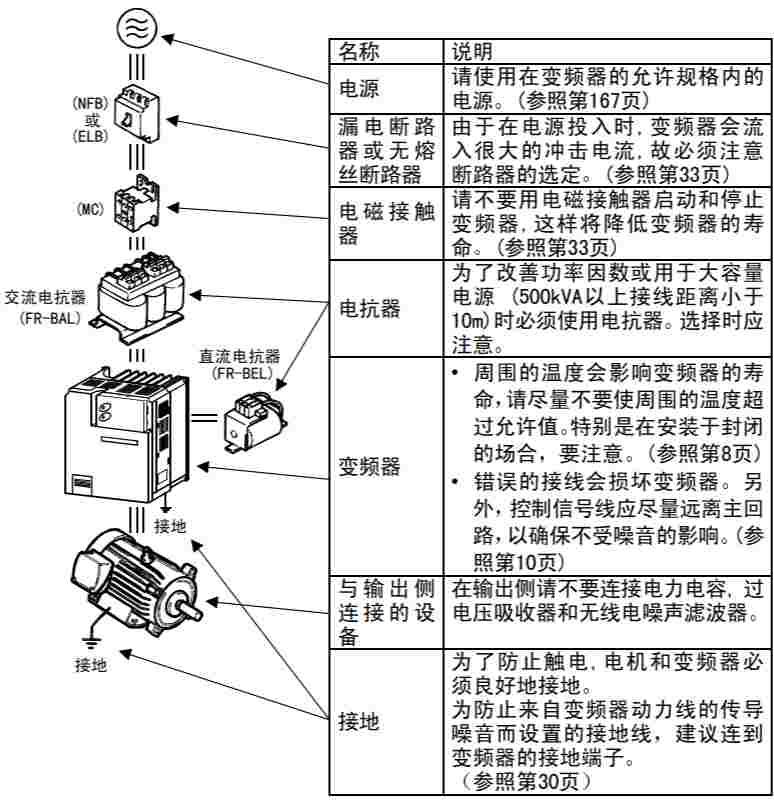 (NFB)
或
(ELB)
(MC)
交流电抗器
(FR-BAL)
直流电抗器
(FR-BEL)
接地
接地
名称
说明
电源
请使用在变频器的允许规格内的
电源。(参照第167页)
漏电断路
器或无熔
丝断路器
由于在电源投入时,变频器会流
入很大的冲击电流,故必须注意
断路器的选定。(参照第33页)
电磁接触
器
请不要用电磁接触器启动和停止
变频器,这样将降低变频器的寿
命。(参照第33页)
电抗器
为了改善功率因数或用于大容量
电源 (500kVA以上接线距离小于
10m)时必须使用电抗器。选择时应
注意。
变频器
• 周围的温度会影响变频器的寿
命,请尽量不要使周围的温度超
过允许值。特别是在安装于封闭
的场合，要注意。(参照第8页)
• 错误的接线会损坏变频器。另
外,控制信号线应尽量远离主回
路,以确保不受噪音的影响。(参
照第10页)
与输出侧
连接的设
备
在输出侧请不要连接电力电容,过
电压吸收器和无线电噪声滤波器。
接地
为了防止触电,电机和变频器必
须良好地接地。
为防止来自变频器动力线的传导
噪音而设置的接地线，建议连到
变频器的接地端子。
（参照第30页）